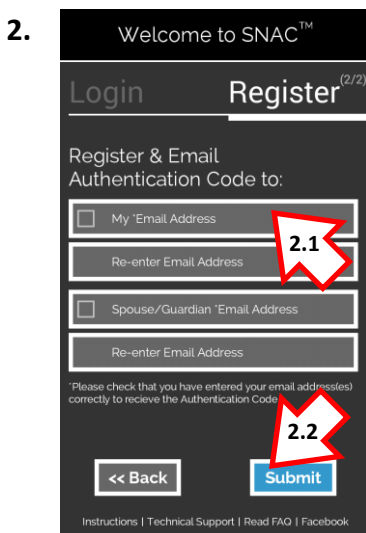 2.
Welcome to SNAC™
Login Register (2/2)
Register & Email
Authentication Code to:
My *Email Address
2.1
Re-enter Email Address
Spouse/Guardian *Email Address
Re-enter Email Address
*Please check that you have entered your email address(es)
correctly to recieve the Authentication Code
2.2
<< Back Submit
Instructions | Technical Support | Read FAQ | Facebook